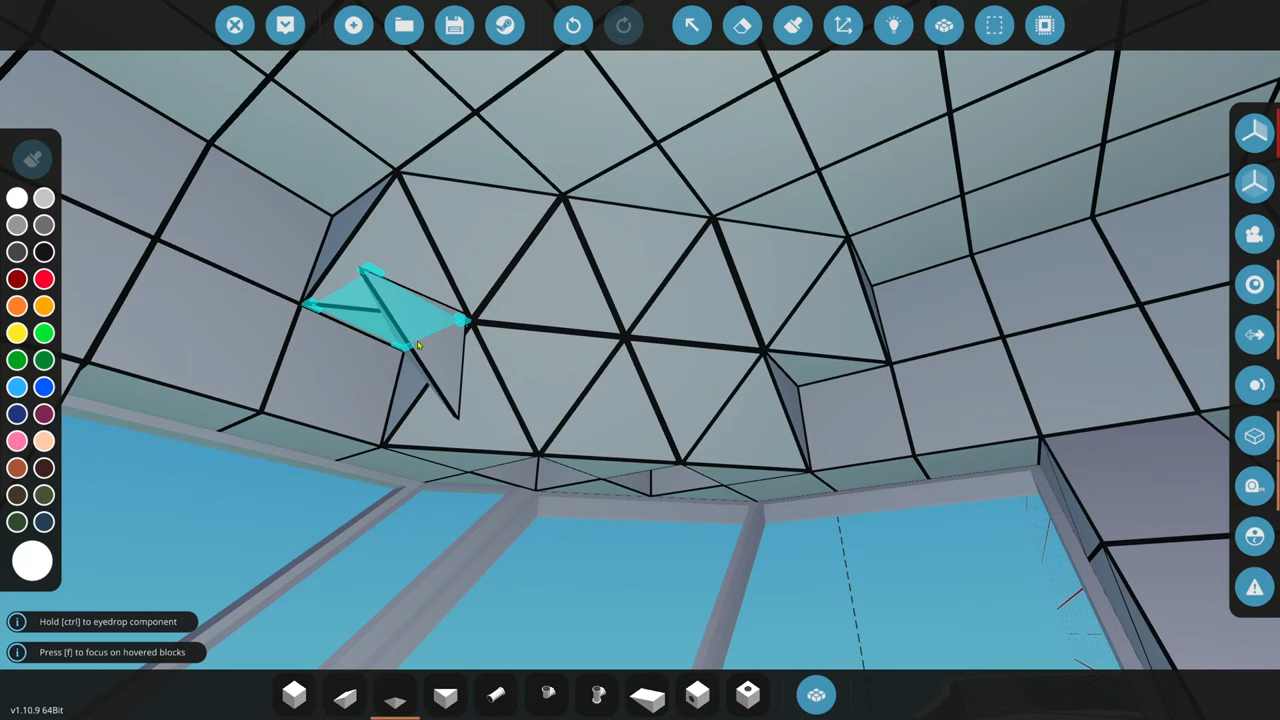 Hold [ctrl] to eyedrop component
Press [f] to focus on hovered blocks
v1.10.9 64Bit